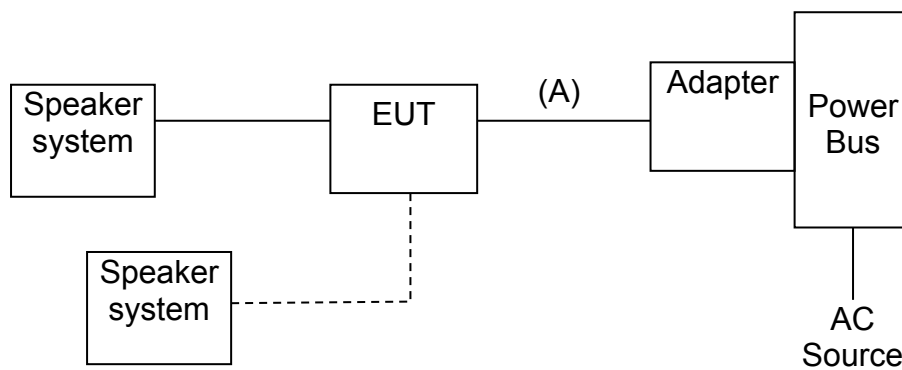 Speaker
system
EUT
(A)
Adapter
Power
Bus
Speaker
system
AC
Source